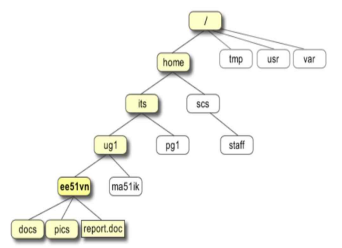 /
home tmp usr var
its scs
ug1 pg1 staff
ee51vn ma51ik
docs pics report.doc